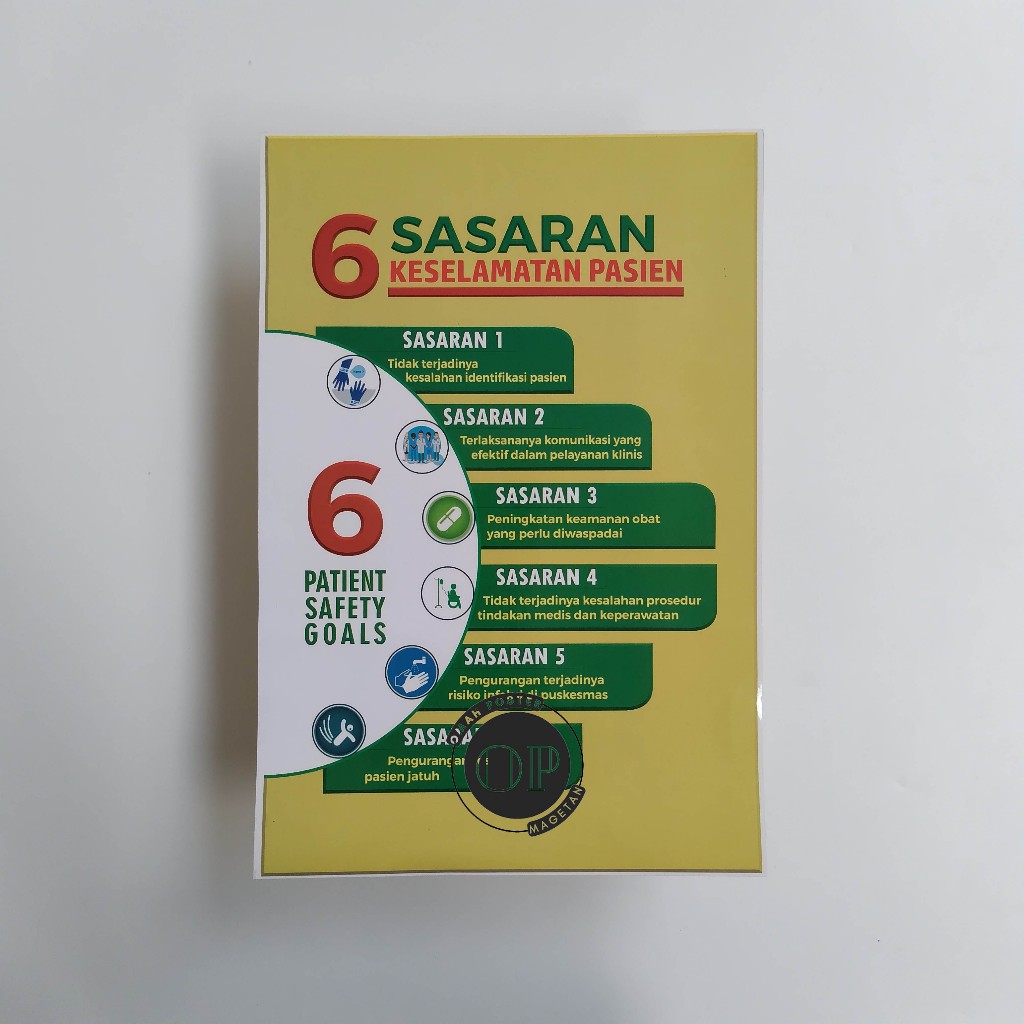 6 SASARAN
KESELAMATAN PASIEN
SASARAN 1
Tidak terjadinya
kesalahan identifikasi pasien
SASARAN 2
Terlaksananya komunikasi yang
efektif dalam pelayanan klinis
SASARAN 3
Peningkatan keamanan obat
yang perlu diwaspadai
SASARAN 4
Tidak terjadinya kesalahan prosedur
tindakan medis dan keperawatan
SASARAN 5
Pengurangan terjadinya
risiko di puskesmas
Pengurangan
pasien jatuh
6
PATIENT
SAFETY
GOALS
POSTER
OP
MAGETAN